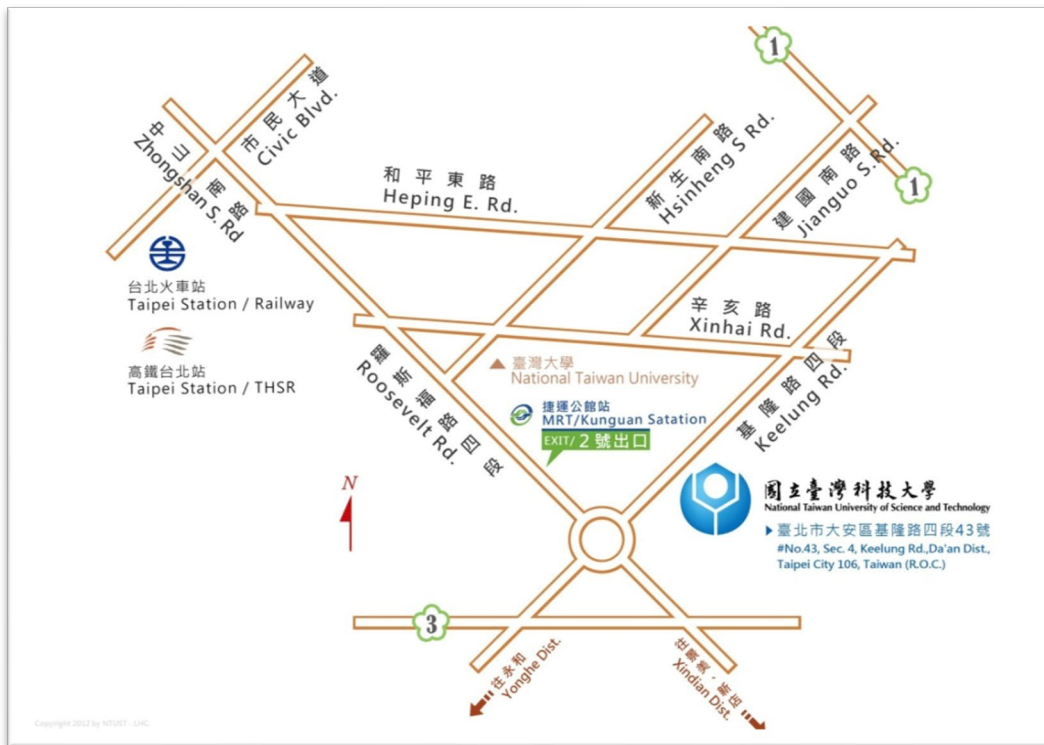 1
1
市民大道
Civic Blvd.
中山南路
Zhongshan S. Rd
和平東路
Heping E. Rd.
新生南路
Hsinheng S Rd.
建國南路
Jianguo S.Rd.
台北火車站
Taipei Station / Railway
高鐵台北站
Taipei Station / THSR
辛亥路
Xinhai Rd.
臺灣大學
National Taiwan University
羅斯福路四段
Roosevelt Rd.
捷運公館站
MRT/Kunguan Satation
EXIT/ 2 號出口
基隆路四段
Keelung Rd.
N
國立臺灣科技大學
National Taiwan University of Science and Technology
臺北市大安區基隆路四段43號
#No.43, Sec. 4, Keelung Rd.,Da'an Dist.,
Taipei City 106, Taiwan (R.O.C.)
3
往永和
Yonghe Dist.
往景美，新店
Xindian Dist.
Copyright 2012 by NTUST - LHC